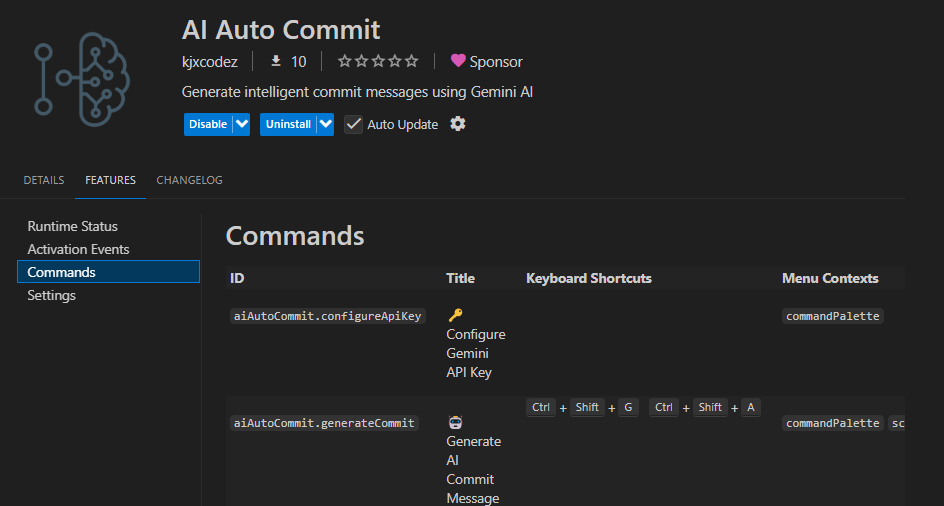 AI Auto Commit
kjxcodez 10 Sponsor
Generate intelligent commit messages using Gemini AI
Disable Uninstall Auto Update
DETAILS FEATURES CHANGELOG
Runtime Status
Activation Events
Commands
Settings
Commands
ID Title Keyboard Shortcuts Menu Contexts
aiAutoCommit.configureApiKey
Configure
Gemini
API Key
commandPalette
aiAutoCommit.generateCommit
Generate
AI
Commit
Message
Ctrl + Shift + G Ctrl + Shift + A
commandPalette sc